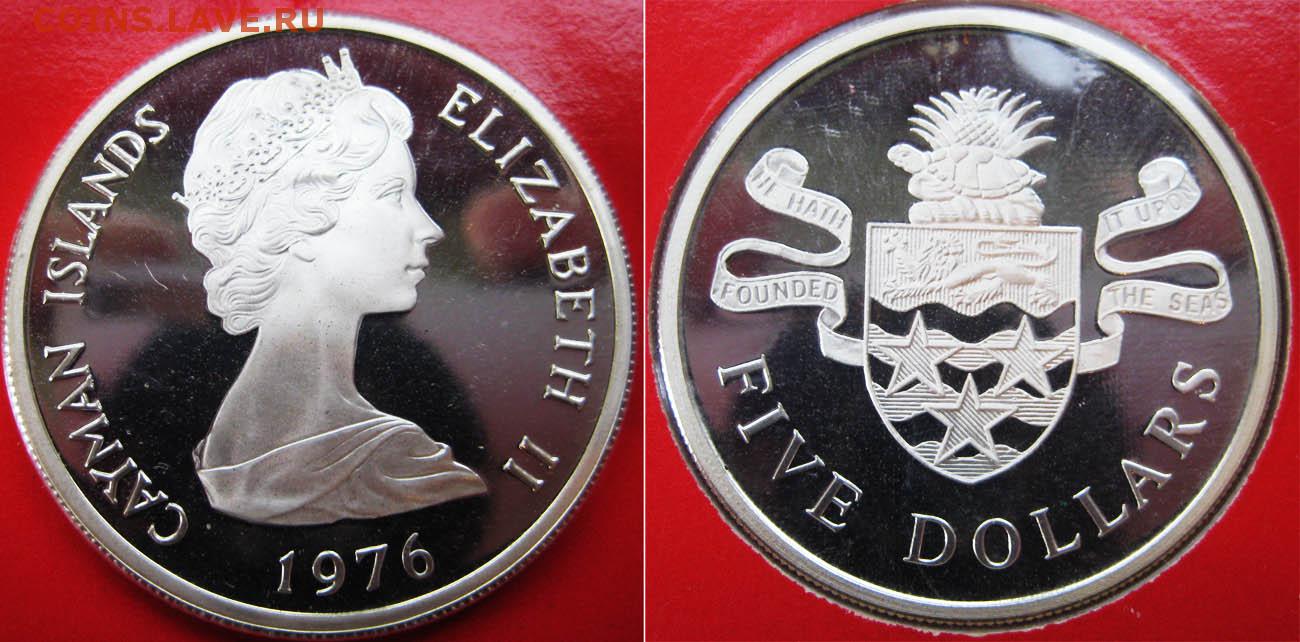 COINS.LAVE.RU
CAYMAN ISLANDS
ELIZABETH II
1976
HE HATH
FOUNDED
IT UPON
THE SEAS
FIVE DOLLARS